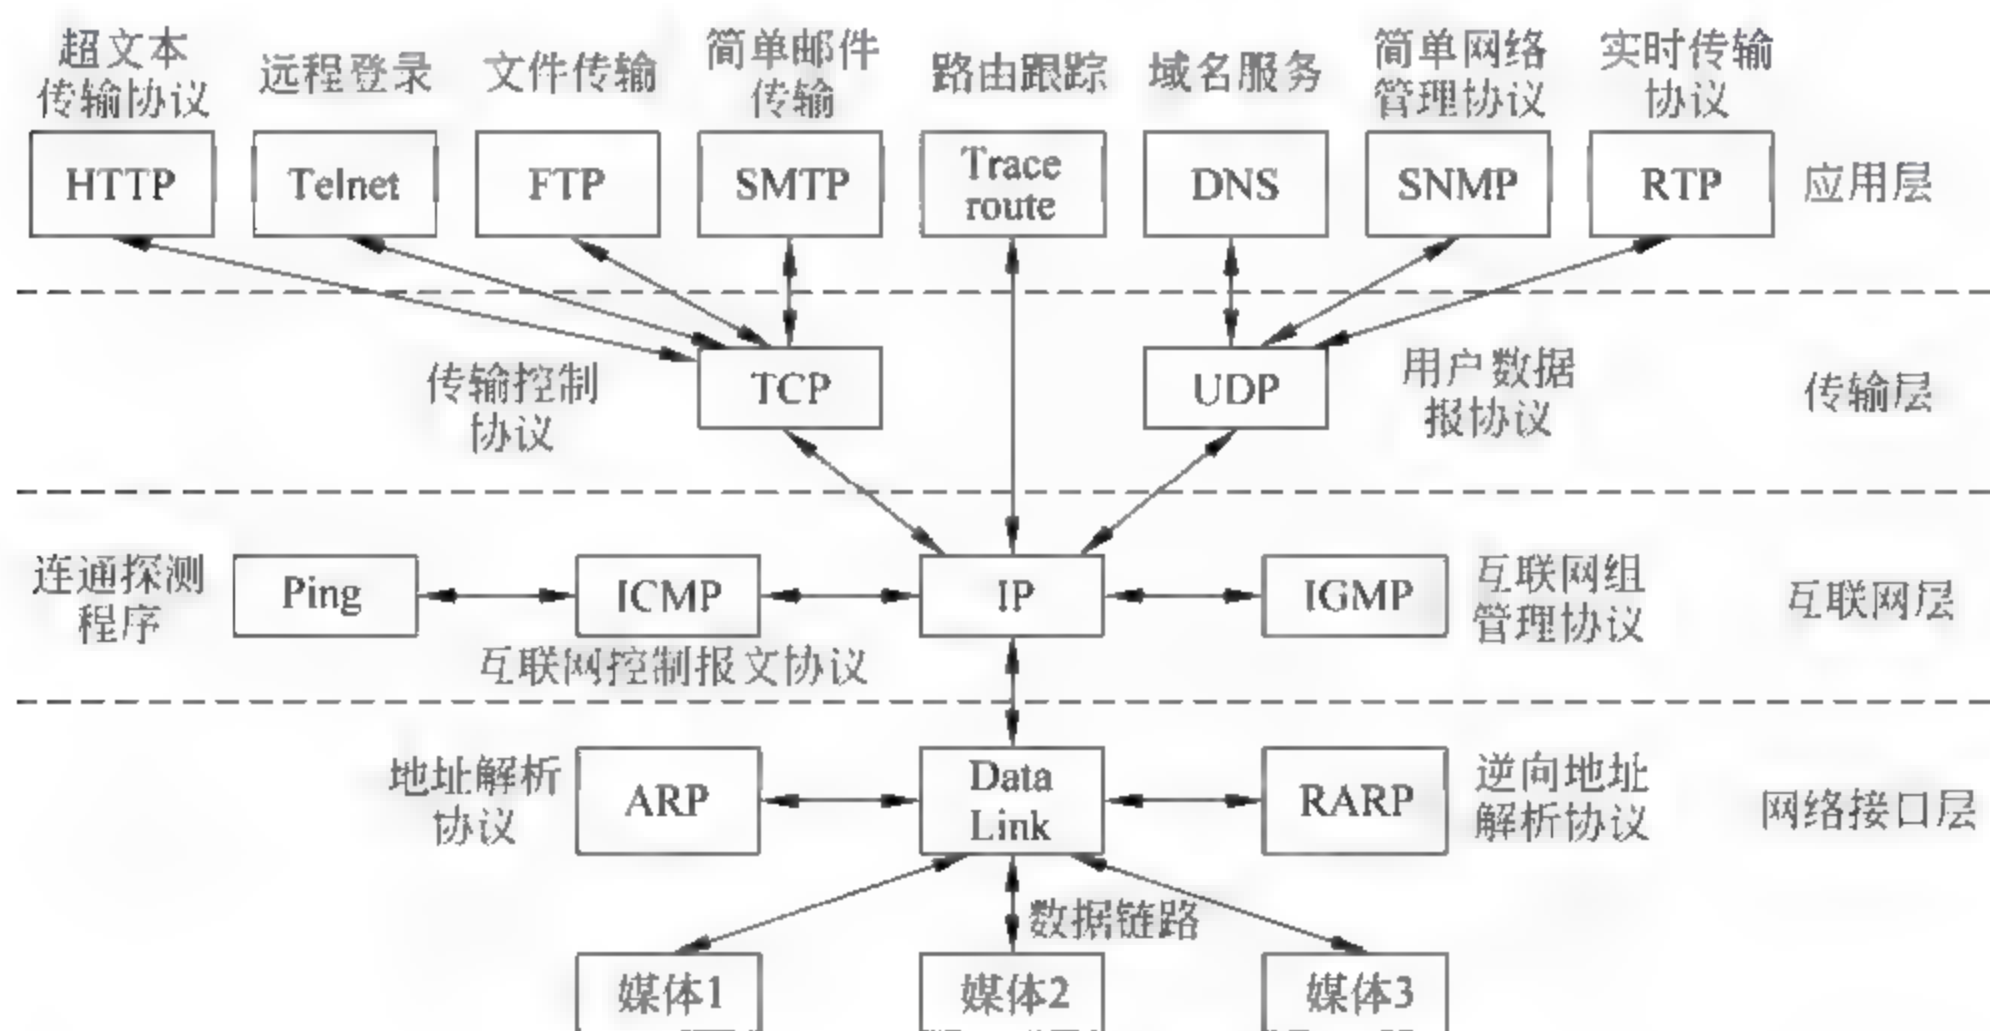 超文本
传输协议
远程登录
文件传输
简单邮件
传输
路由跟踪
域名服务
简单网络
管理协议
实时传输
协议
HTTP
Telnet
FTP
SMTP
Trace
route
DNS
SNMP
RTP
应用层
传输控制
协议
TCP
UDP
用户数据
报协议
传输层
连通探测
程序
Ping
ICMP
IP
IGMP
互联网组
管理协议
互联网层
互联网控制报文协议
地址解析
协议
ARP
Data
Link
RARP
逆向地址
解析协议
网络接口层
数据链路
媒体1
媒体2
媒体3